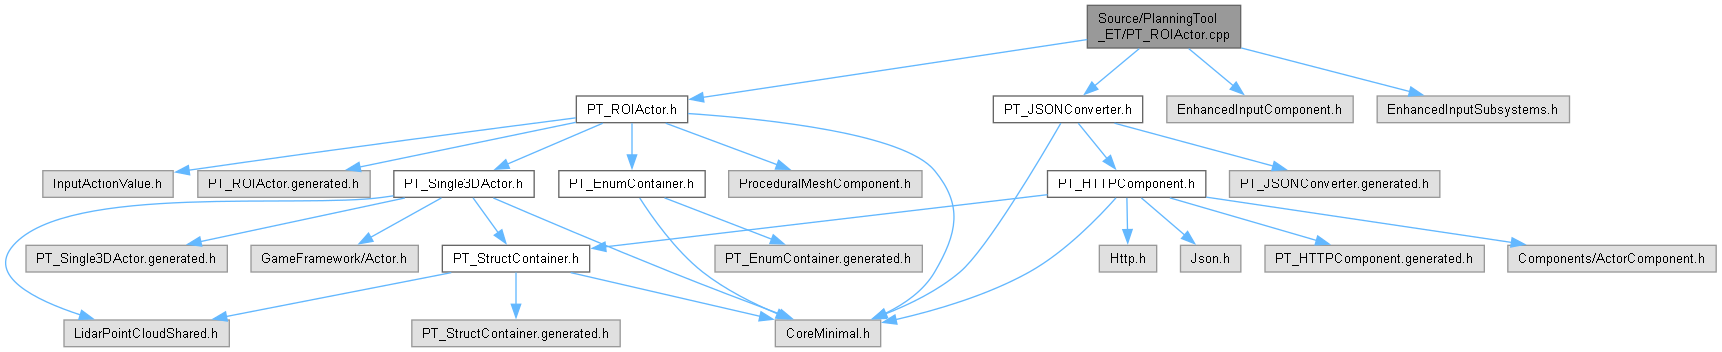 Source/PlanningTool
_ET/PT_ROIActor.cpp
PT_ROIActor.h
PT_JSONConverter.h
EnhancedInputComponent.h
EnhancedInputSubsystems.h
InputActionValue.h
PT_ROIActor.generated.h
PT_Single3DActor.h
PT_EnumContainer.h
ProceduralMeshComponent.h
PT_HTTPComponent.h
PT_JSONConverter.generated.h
PT_Single3DActor.generated.h
GameFramework/Actor.h
PT_StructContainer.h
PT_EnumContainer.generated.h
Http.h
Json.h
PT_HTTPComponent.generated.h
Components/ActorComponent.h
LidarPointCloudShared.h
PT_StructContainer.generated.h
CoreMinimal.h